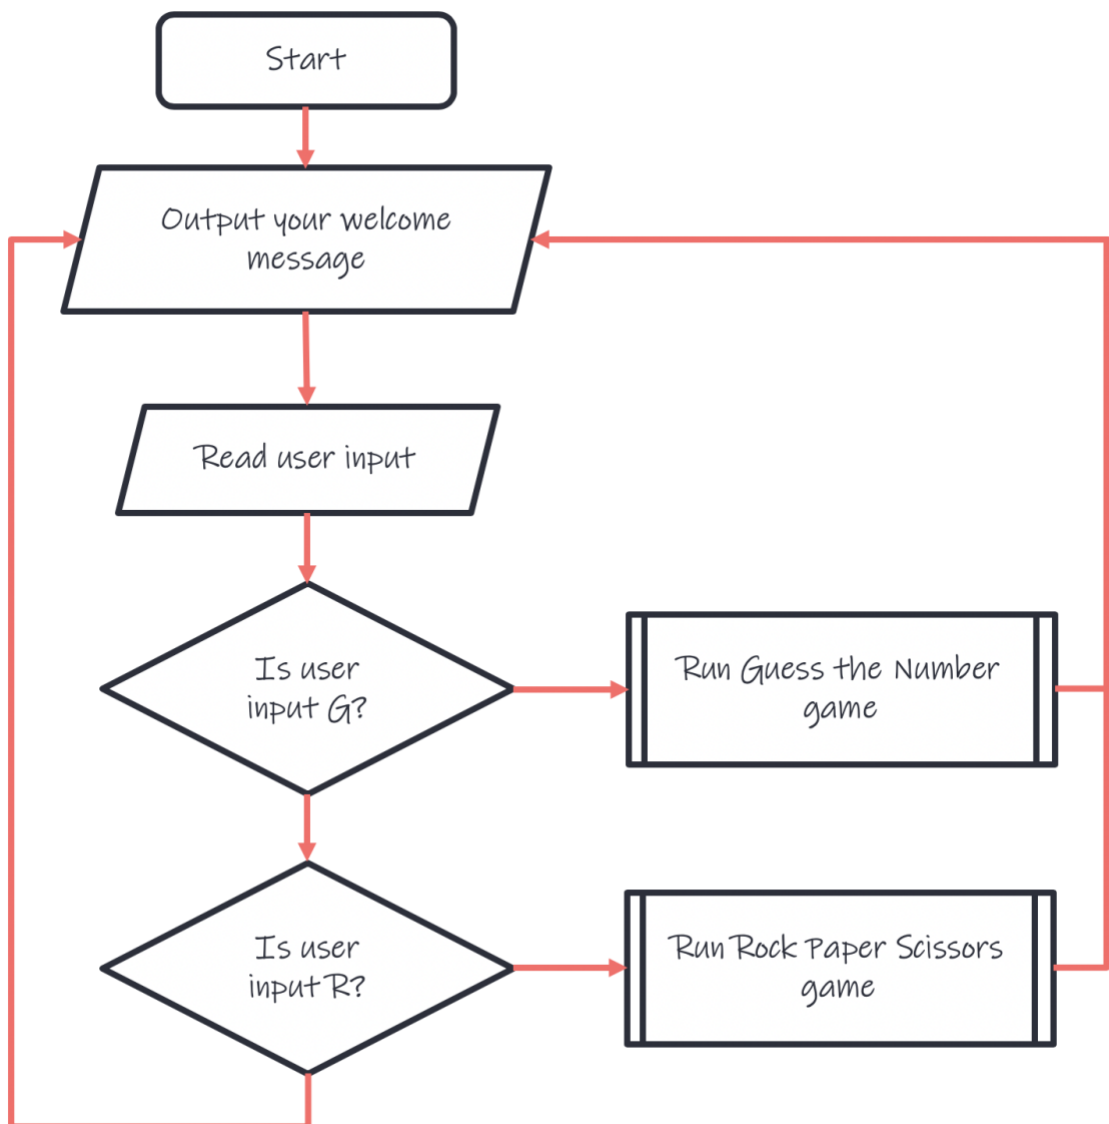 Start
Output your welcome
message
Read user input
Is user
input G?
Run Guess the Number
game
Is user
input R?
Run Rock Paper Scissors
game